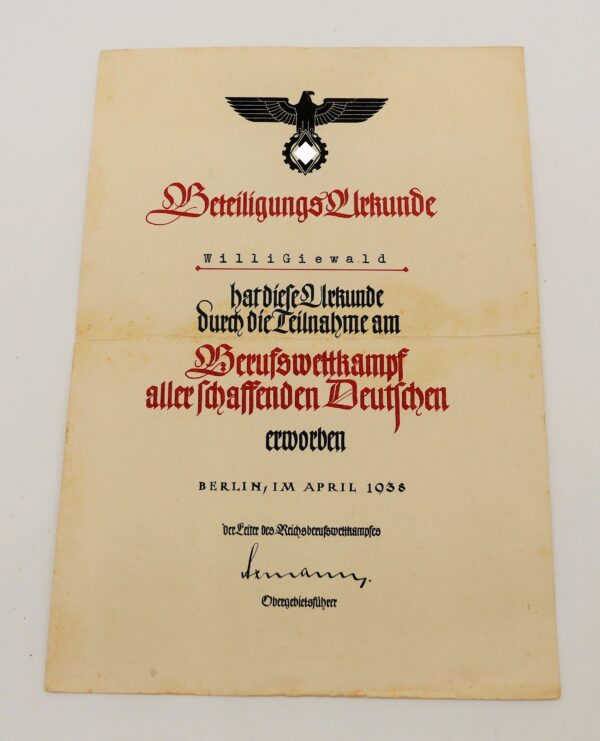 Beteiligungs Urkunde
Willi Giewald
hat diese Urkunde
durch die Teilnahme am
Berufswettkampf
aller schaffenden Deutschen
erworben
BERLIN, IM APRIL 1938
der Leiter des Reichsberufswettkampfes
Obergebietsführer